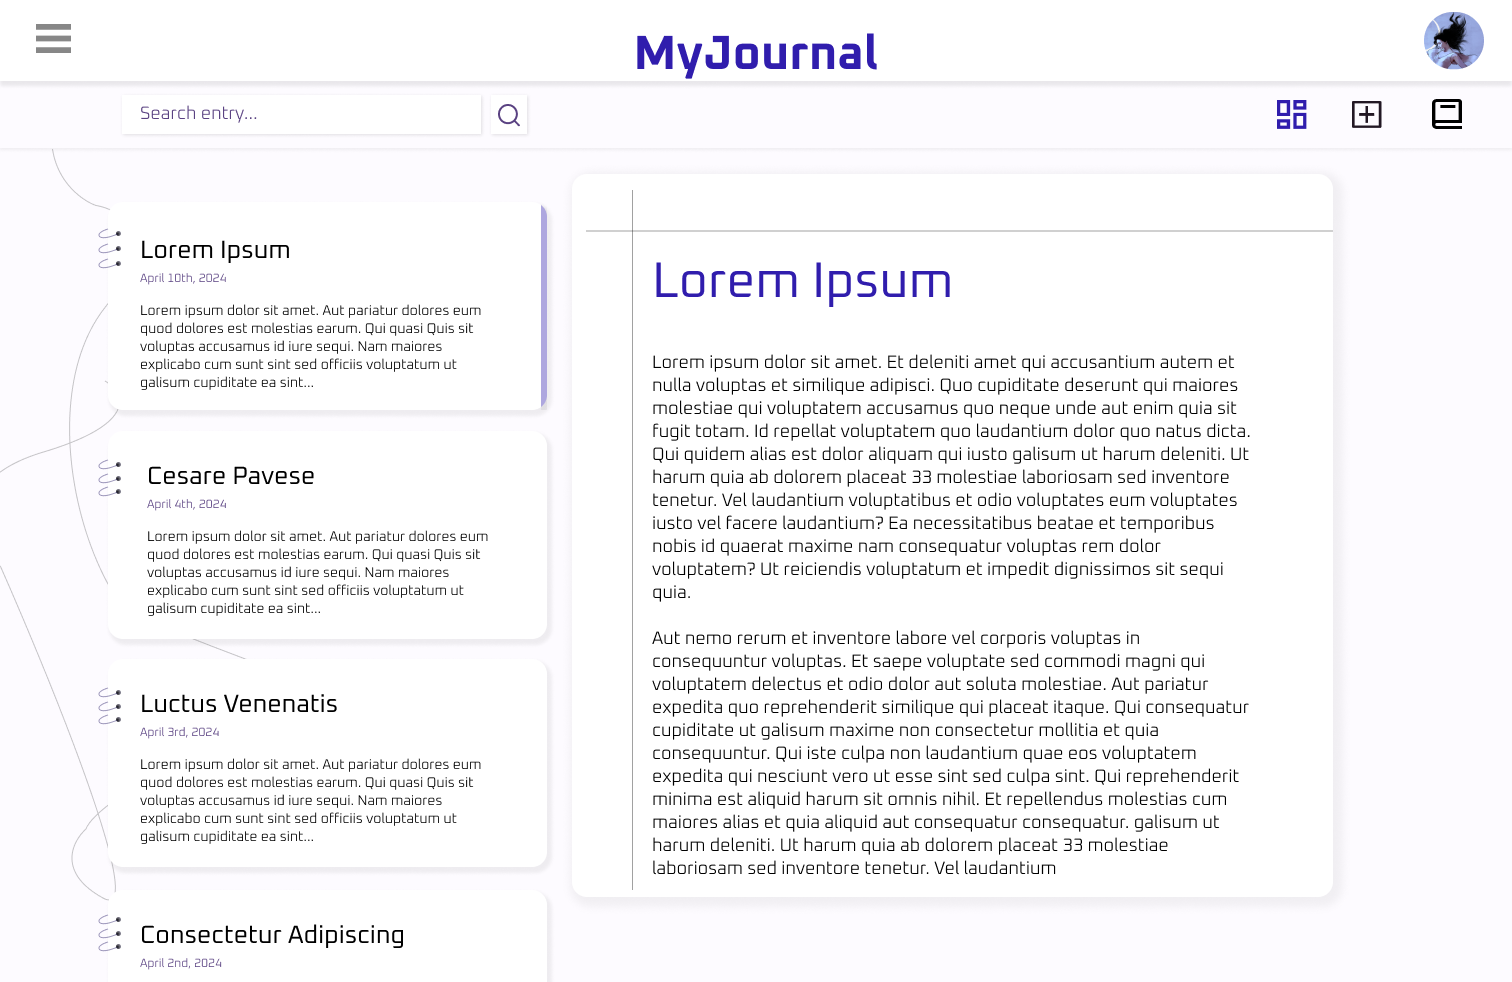 MyJournal
Search entry...
Lorem Ipsum
April 10th, 2024
Lorem ipsum dolor sit amet. Aut pariatur dolores eum
quod dolores est molestias earum. Qui quasi Quis sit
voluptas accusamus id iure sequi. Nam maiores
explicabo cum sunt sint sed officiis voluptatum ut
galisum cupiditate ea sint...
Cesare Pavese
April 4th, 2024
Lorem ipsum dolor sit amet. Aut pariatur dolores eum
quod dolores est molestias earum. Qui quasi Quis sit
voluptas accusamus id iure sequi. Nam maiores
explicabo cum sunt sint sed officiis voluptatum ut
galisum cupiditate ea sint...
Luctus Venenatis
April 3rd, 2024
Lorem ipsum dolor sit amet. Aut pariatur dolores eum
quod dolores est molestias earum. Qui quasi Quis sit
voluptas accusamus id iure sequi. Nam maiores
explicabo cum sunt sint sed officiis voluptatum ut
galisum cupiditate ea sint...
Consectetur Adipiscing
April 2nd, 2024
Lorem Ipsum
Lorem ipsum dolor sit amet. Et deleniti amet qui accusantium autem et
nulla voluptas et similique adipisci. Quo cupiditate deserunt qui maiores
molestiae qui voluptatem accusamus quo neque unde aut enim quia sit
fugit totam. Id repellat voluptatem quo laudantium dolor quo natus dicta.
Qui quidem alias est dolor aliquam qui iusto galisum ut harum deleniti. Ut
harum quia ab dolorem placeat 33 molestiae laboriosam sed inventore
tenetur. Vel laudantium voluptatibus et odio voluptates eum voluptates
iusto vel facere laudantium? Ea necessitatibus beatae et temporibus
nobis id quaerat maxime nam consequatur voluptas rem dolor
voluptatem? Ut reiciendis voluptatum et impedit dignissimos sit sequi
quia.
Aut nemo rerum et inventore labore vel corporis voluptas in
consequuntur voluptas. Et saepe voluptate sed commodi magni qui
voluptatem delectus et odio dolor aut soluta molestiae. Aut pariatur
expedita quo reprehenderit similique qui placeat itaque. Qui consequatur
cupiditate ut galisum maxime non consectetur mollitia et quia
consequuntur. Qui iste culpa non laudantium quae eos voluptatem
expedita qui nesciunt vero ut esse sint sed culpa sint. Qui reprehenderit
minima est aliquid harum sit omnis nihil. Et repellendus molestias cum
maiores alias et quia aliquid aut consequatur consequatur. galisum ut
harum deleniti. Ut harum quia ab dolorem placeat 33 molestiae
laboriosam sed inventore tenetur. Vel laudantium